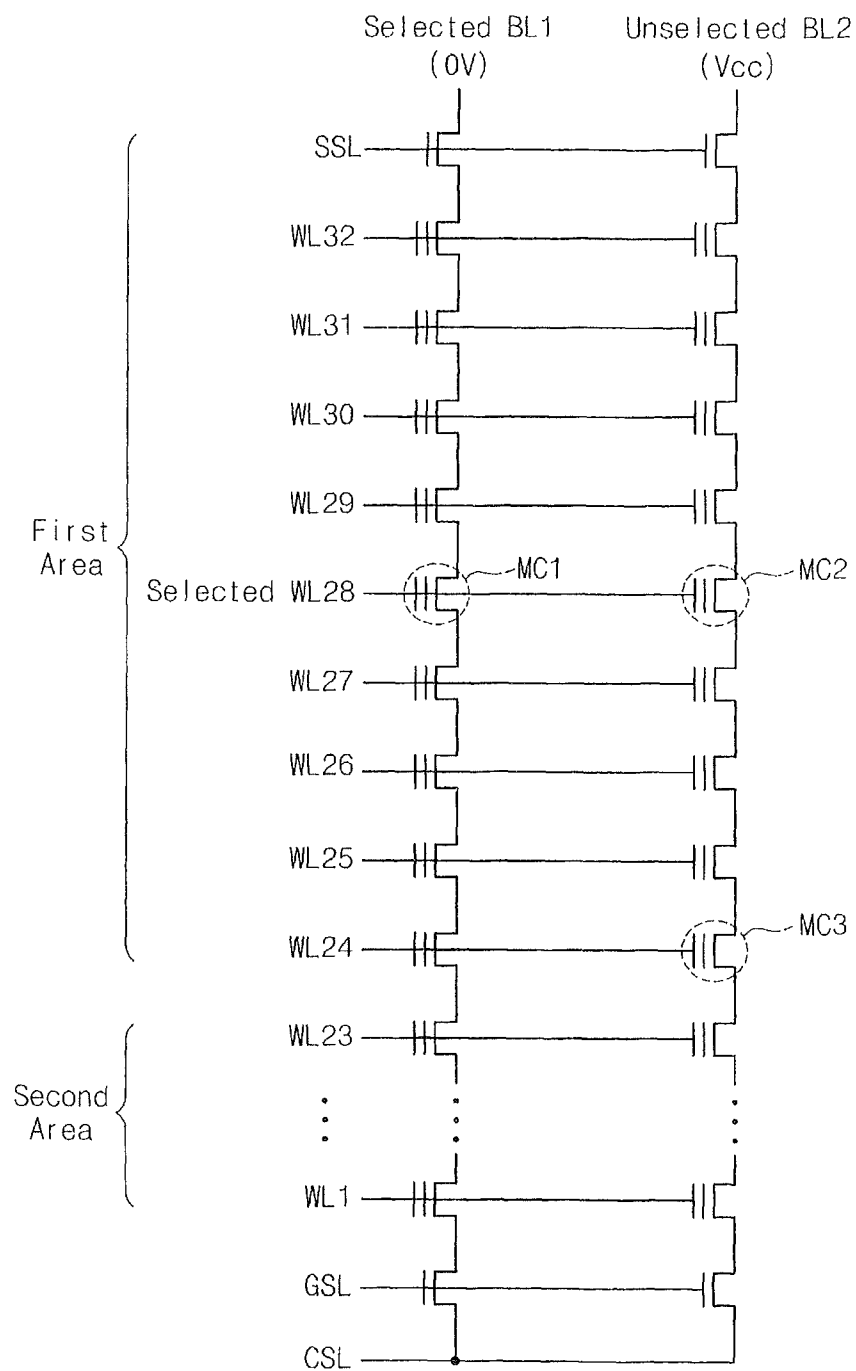 Selected BL1
(0V)
Unselected BL2
(Vcc)
SSL
WL32
WL31
WL30
WL29
First
Area
Selected WL28
MC1
MC2
WL27
WL26
WL25
WL24
MC3
WL23
Second
Area
WL1
GSL
CSL